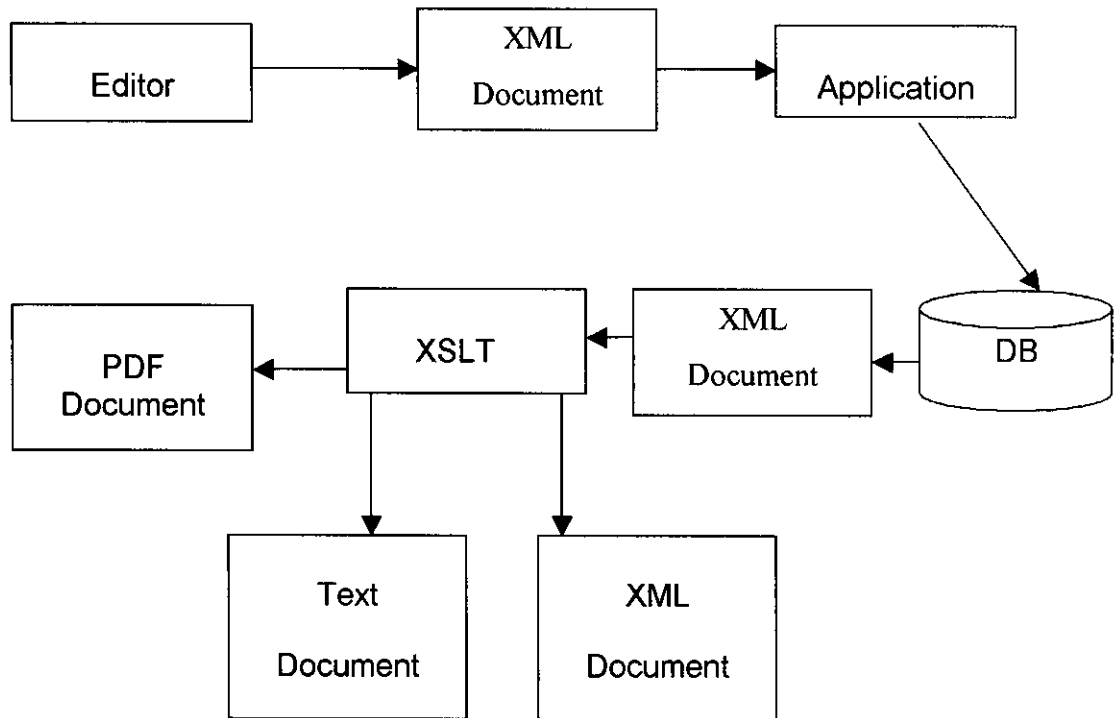 Editor
XML
Document
Application
PDF
Document
XSLT
XML
Document
DB
Text
Document
XML
Document